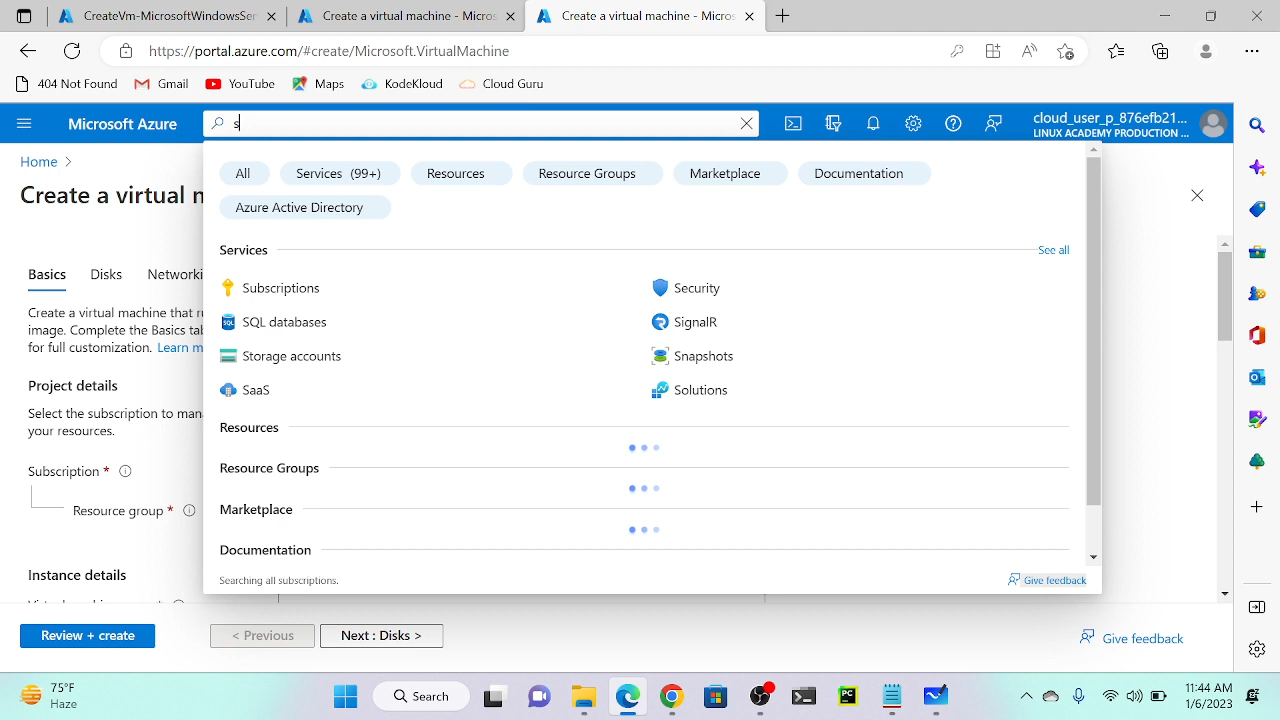 CreateVm-MicrosoftWindowsSer
Create a virtual machine - Micros
Create a virtual machine - Micros
https://portal.azure.com/#create/Microsoft.VirtualMachine
404 Not Found
Gmail
YouTube
Maps
KodeKloud
Cloud Guru
Microsoft Azure
s
cloud_user_p_876efb21...
LINUX ACADEMY PRODUCTION ...
Home >
Create a virtual m
All
Services (99+)
Resources
Resource Groups
Marketplace
Documentation
Azure Active Directory
Services
See all
Subscriptions
Security
SQL databases
SignalR
Storage accounts
Snapshots
SaaS
Solutions
Resources
Resource Groups
Marketplace
Documentation
Searching all subscriptions.
Give feedback
Basics
Disks
Networki
Create a virtual machine that ru
image. Complete the Basics tab
for full customization. Learn m
Project details
Select the subscription to mana
your resources.
Subscription *
Resource group *
Instance details
Review + create
< Previous
Next : Disks >
Give feedback
75°F
Haze
Search
11:44 AM
1/6/2023